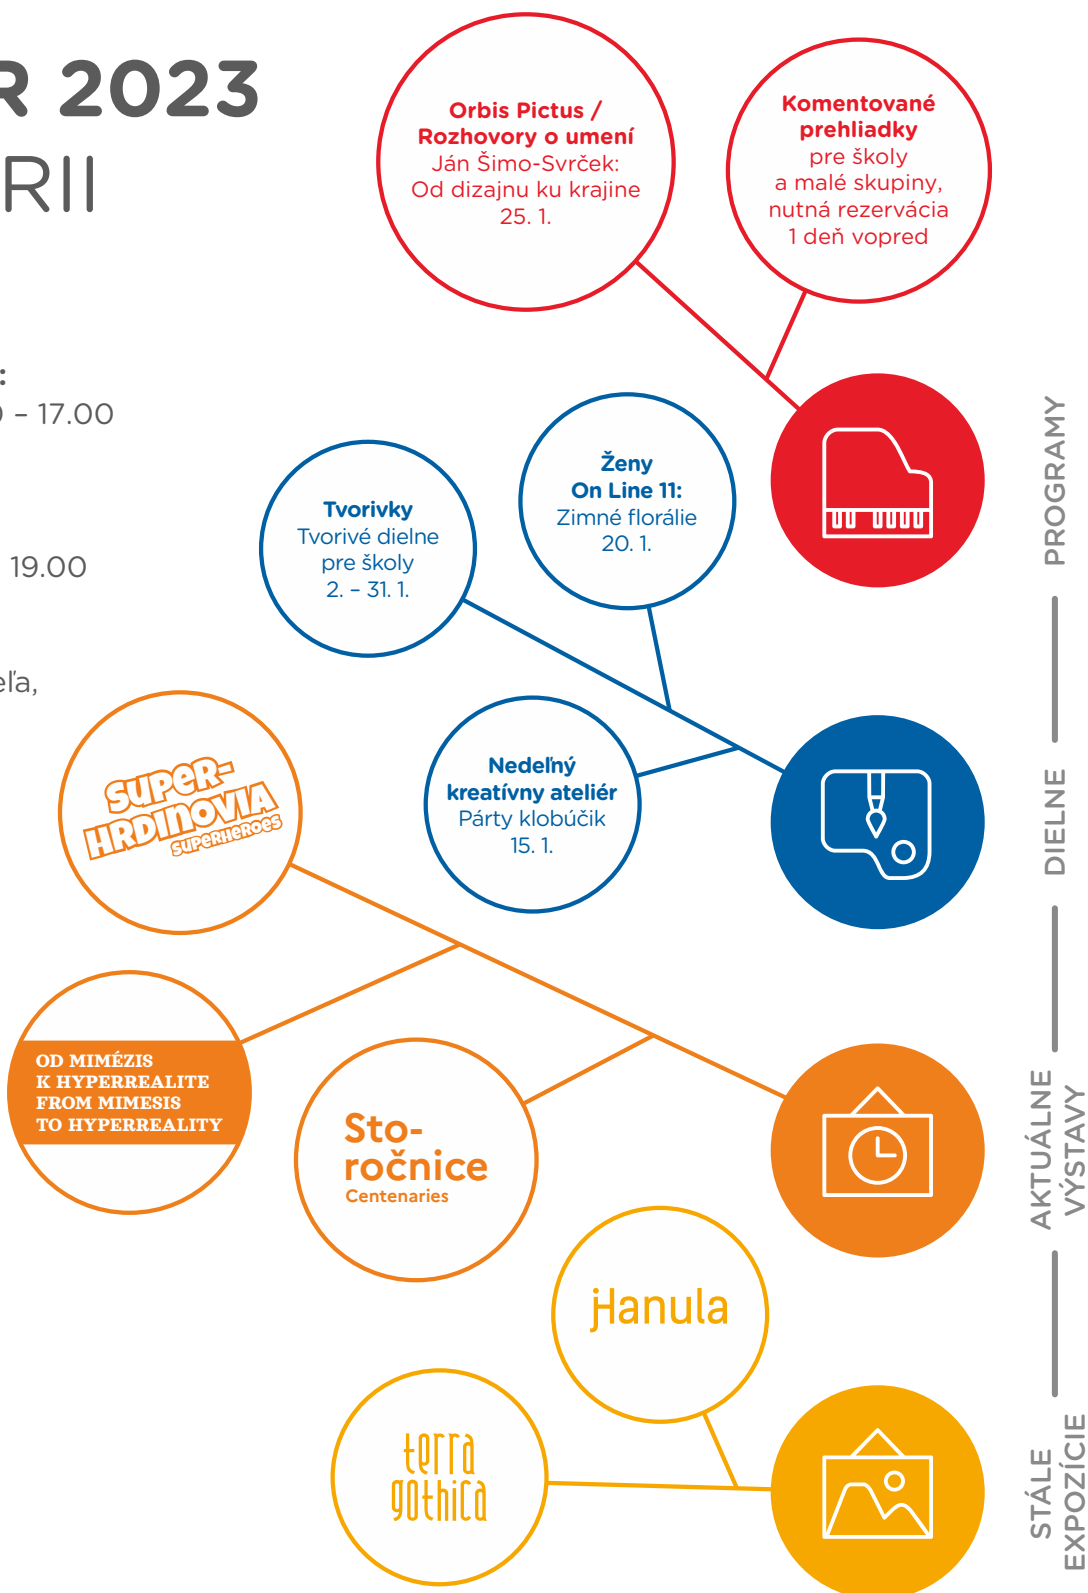 R 2023
RII
:
– 17.00
19.00
eľa,
Orbis Pictus /
Rozhovory o umení
Ján Šimo-Svrček:
Od dizajnu ku krajine
25. 1.
Komentované
prehliadky
pre školy
a malé skupiny,
nutná rezervácia
1 deň vopred
PROGRAMY
Tvorivky
Tvorivé dielne
pre školy
2. – 31. 1.
Ženy
On Line 11:
Zimné florálie
20. 1.
Nedeľný
kreatívny ateliér
Párty klobúčik
15. 1.
DIELNE
SUPER-
HRDINOVIA
SUPERHEROES
OD MIMÉZIS
K HYPERREALITE
FROM MIMESIS
TO HYPERREALITY
Sto-
ročnice
Centenaries
AKTUÁLNE
VÝSTAVY
jHanula
terra
gothica
STÁLE
EXPOZÍCIE